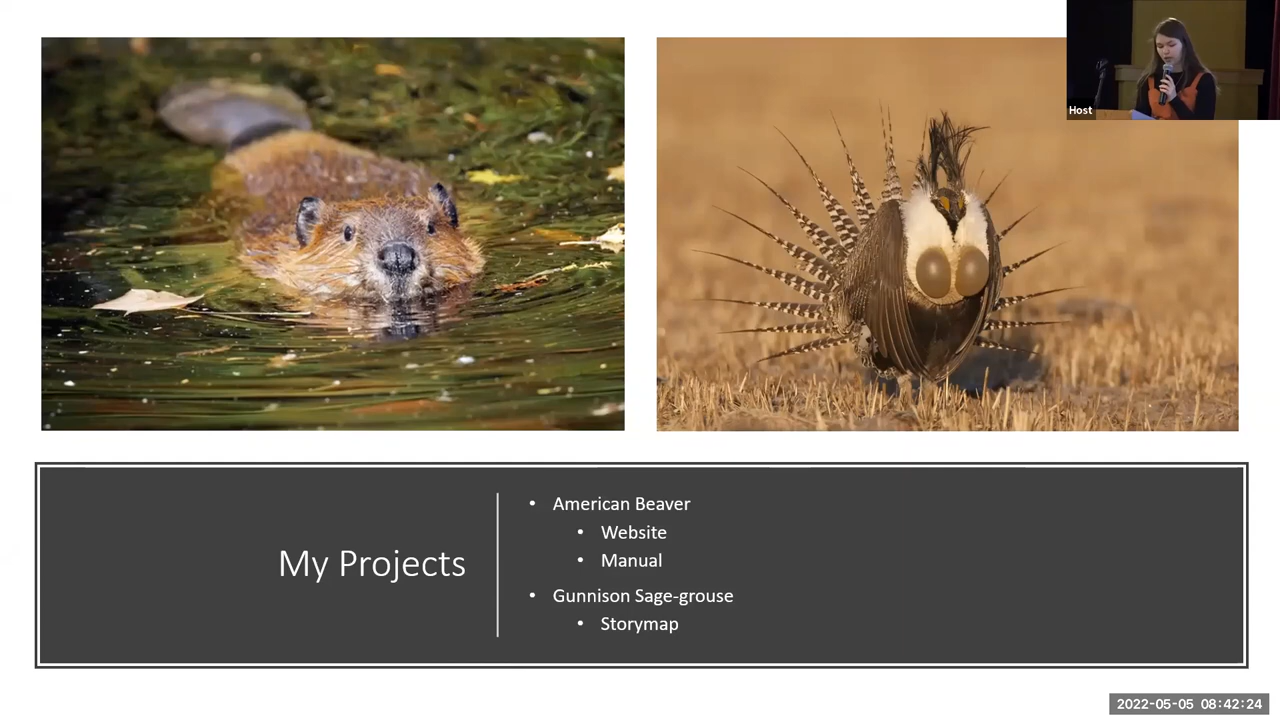 Host
My Projects
• American Beaver
• Website
• Manual
• Gunnison Sage-grouse
• Storymap
2022-05-05 08:42:24